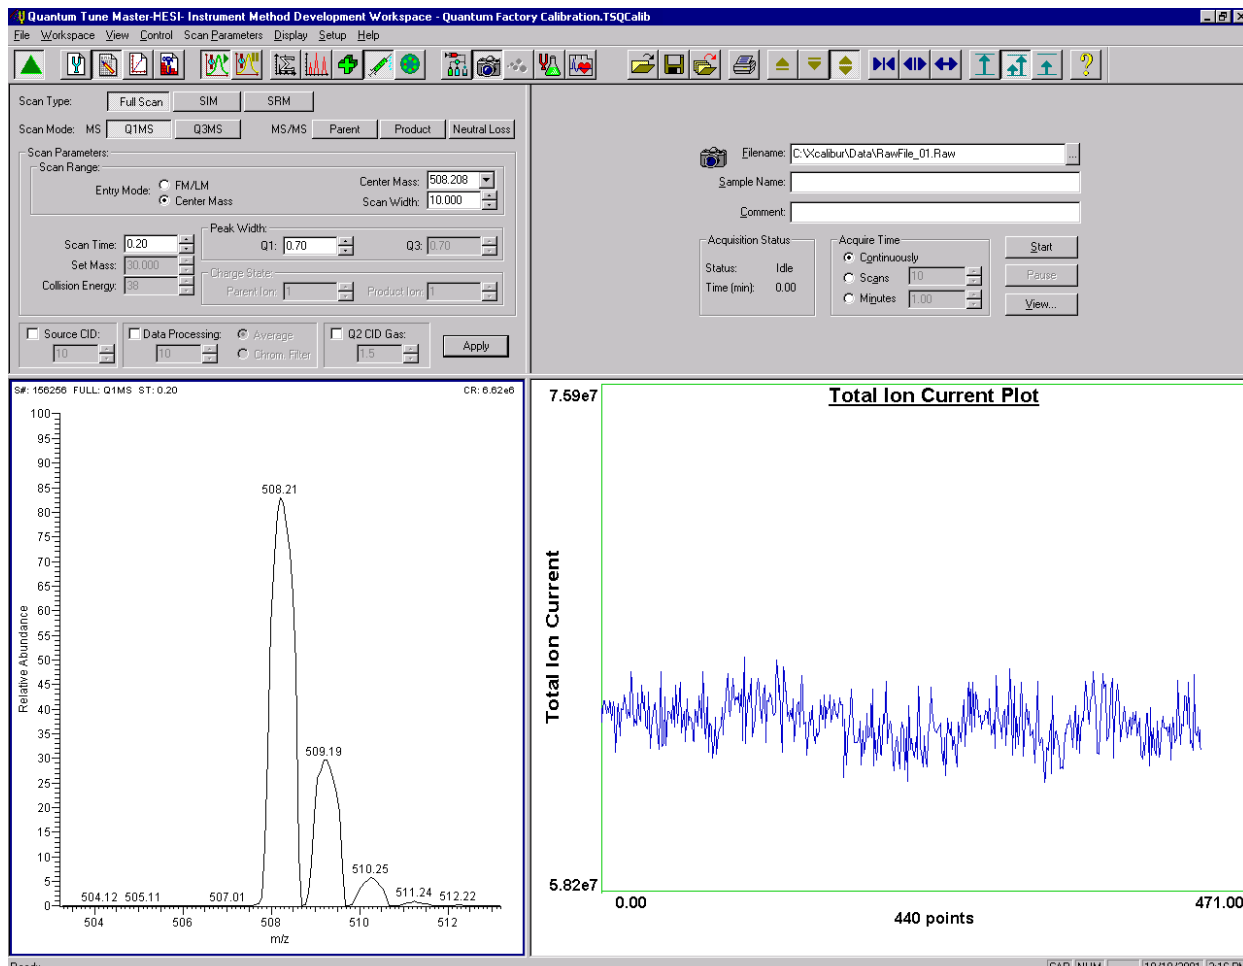 Quantum Tune Master-HESI- Instrument Method Development Workspace - Quantum Factory Calibration.TSQCalib
File Workspace View Control Scan Parameters Display Setup Help
Scan Type: Full Scan SIM SRM
Scan Mode: MS Q1MS Q3MS MS/MS Parent Product Neutral Loss
Scan Parameters:
Scan Range:
Entry Mode: FM/LM
Center Mass
Center Mass: 508.208
Scan Width: 10.000
Peak Width:
Scan Time: 0.20 Q1: 0.70 Q3: 0.70
Set Mass: 30.000
Charge State:
Collision Energy: 38 Parent Ion: 1 Product Ion: 1
Source CID: Data Processing: Average Q2 CID Gas:
10 10 Chrom. Filter 1.5 Apply
Filename: C:\Xcalibur\Data\RawFile_01.Raw ...
Sample Name:
Comment:
Acquisition Status
Status: Idle
Time (min): 0.00
Acquire Time
Continuously
Scans 10
Minutes 1.00
Start
Pause
View...
S#: 156256 FULL: Q1MS ST: 0.20 CR: 6.62e6
100
95
90
85
80
75
70
65
60
55
50
45
40
35
30
25
20
15
10
5
0
Relative Abundance
508.21
509.19
510.25
504.12 505.11 507.01 511.24 512.22
504 506 508 510 512
m/z
Total Ion Current Plot
7.59e7
Total Ion Current
5.82e7
0.00 471.00
440 points